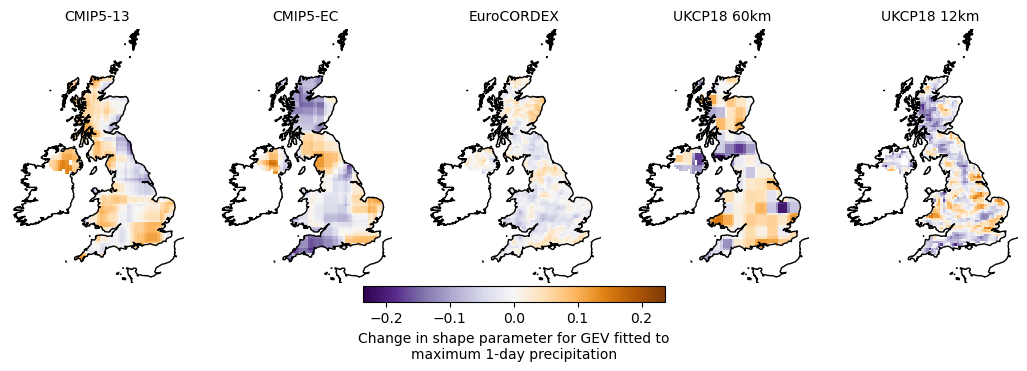 CMIP5-13 CMIP5-EC EuroCORDEX UKCP18 60km UKCP18 12km
−0.2 −0.1 0.0 0.1 0.2
Change in shape parameter for GEV fitted to
maximum 1-day precipitation